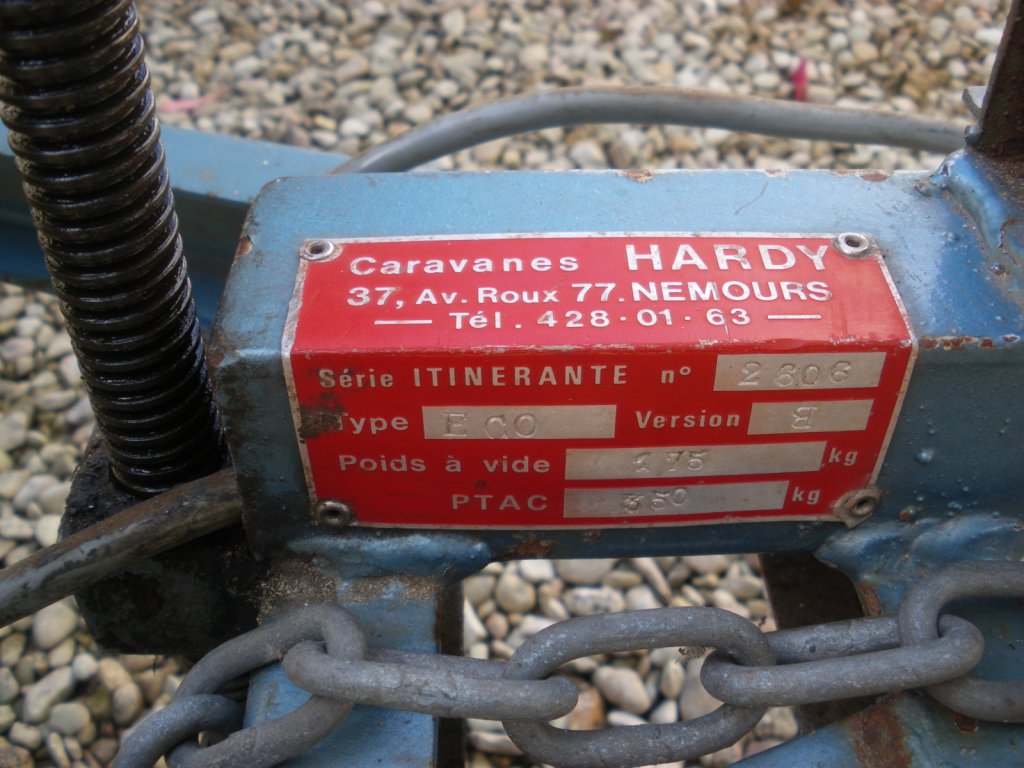 Caravanes HARDY
37, Av. Roux 77. NEMOURS
— Tél. 428·01·63 —
Série ITINERANTE n° 2606
Type ECO Version B
Poids à vide 175 kg
PTAC 350 kg